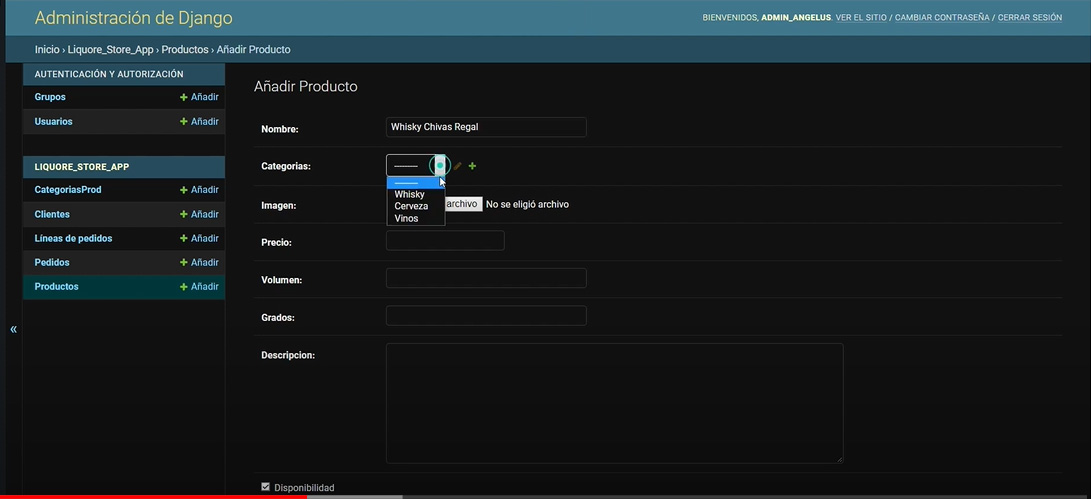 Administración de Django
BIENVENIDOS, ADMIN_ANGELUS. VER EL SITIO / CAMBIAR CONTRASEÑA / CERRAR SESIÓN
Inicio › Liquore_Store_App › Productos › Añadir Producto
AUTENTICACIÓN Y AUTORIZACIÓN
Grupos + Añadir
Usuarios + Añadir
LIQUORE_STORE_APP
CategoriasProd + Añadir
Clientes + Añadir
Líneas de pedidos + Añadir
Pedidos + Añadir
Productos + Añadir
«
Añadir Producto
Nombre: Whisky Chivas Regal
Categorias: ---------
---------
Whisky
Cerveza
Vinos
Imagen: archivo No se eligió archivo
Precio:
Volumen:
Grados:
Descripcion:
Disponibilidad